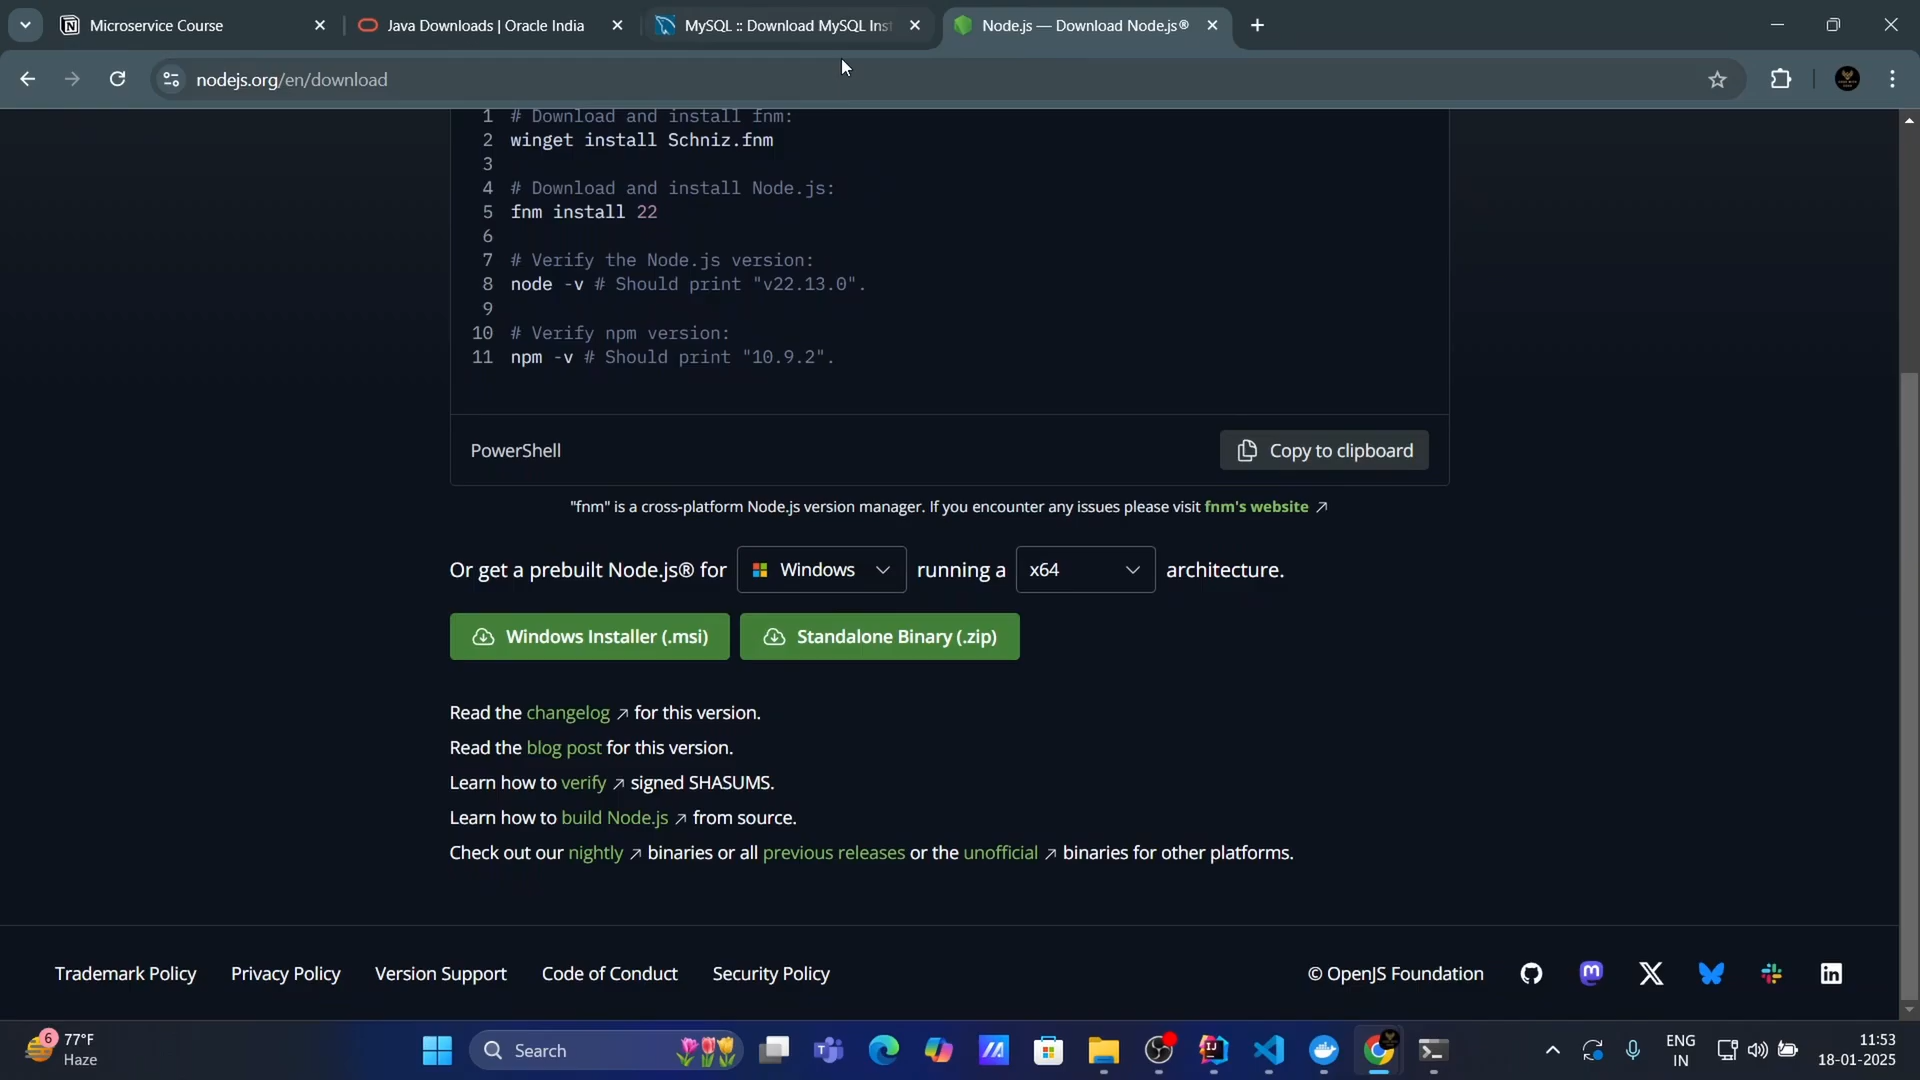 Microservice Course
Java Downloads | Oracle India
MySQL :: Download MySQL Inst
Node.js — Download Node.js®
nodejs.org/en/download
1 # Download and install fnm:
2 winget install Schniz.fnm
3
4 # Download and install Node.js:
5 fnm install 22
6
7 # Verify the Node.js version:
8 node -v # Should print "v22.13.0".
9
10 # Verify npm version:
11 npm -v # Should print "10.9.2".
PowerShell
Copy to clipboard
"fnm" is a cross-platform Node.js version manager. If you encounter any issues please visit fnm's website ↗
Or get a prebuilt Node.js® for Windows running a x64 architecture.
Windows Installer (.msi)
Standalone Binary (.zip)
Read the changelog ↗ for this version.
Read the blog post for this version.
Learn how to verify ↗ signed SHASUMS.
Learn how to build Node.js ↗ from source.
Check out our nightly ↗ binaries or all previous releases or the unofficial ↗ binaries for other platforms.
Trademark Policy
Privacy Policy
Version Support
Code of Conduct
Security Policy
© OpenJS Foundation
6
77°F
Haze
Search
ENG
IN
11:53
18-01-2025